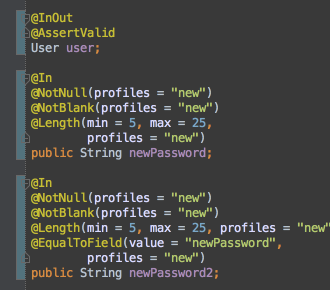 @InOut
@AssertValid
User user;
@In
@NotNull(profiles = "new")
@NotBlank(profiles = "new")
@Length(min = 5, max = 25,
profiles = "new")
public String newPassword;
@In
@NotNull(profiles = "new")
@NotBlank(profiles = "new")
@Length(min = 5, max = 25, profiles = "new"
@EqualToField(value = "newPassword",
profiles = "new")
public String newPassword2;